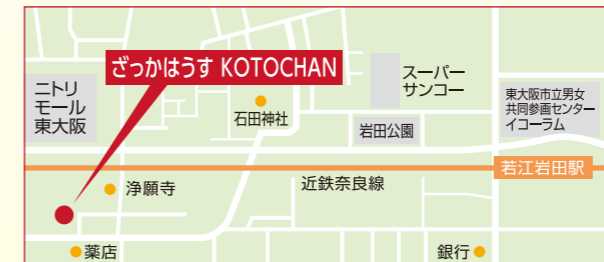 ざっかはうす KOTOCHAN
ニトリ
モール
東大阪
石田神社
スーパー
サンコー
岩田公園
東大阪市立男女
共同参画センター
イコーラム
若江岩田駅
近鉄奈良線
浄願寺
薬店
銀行